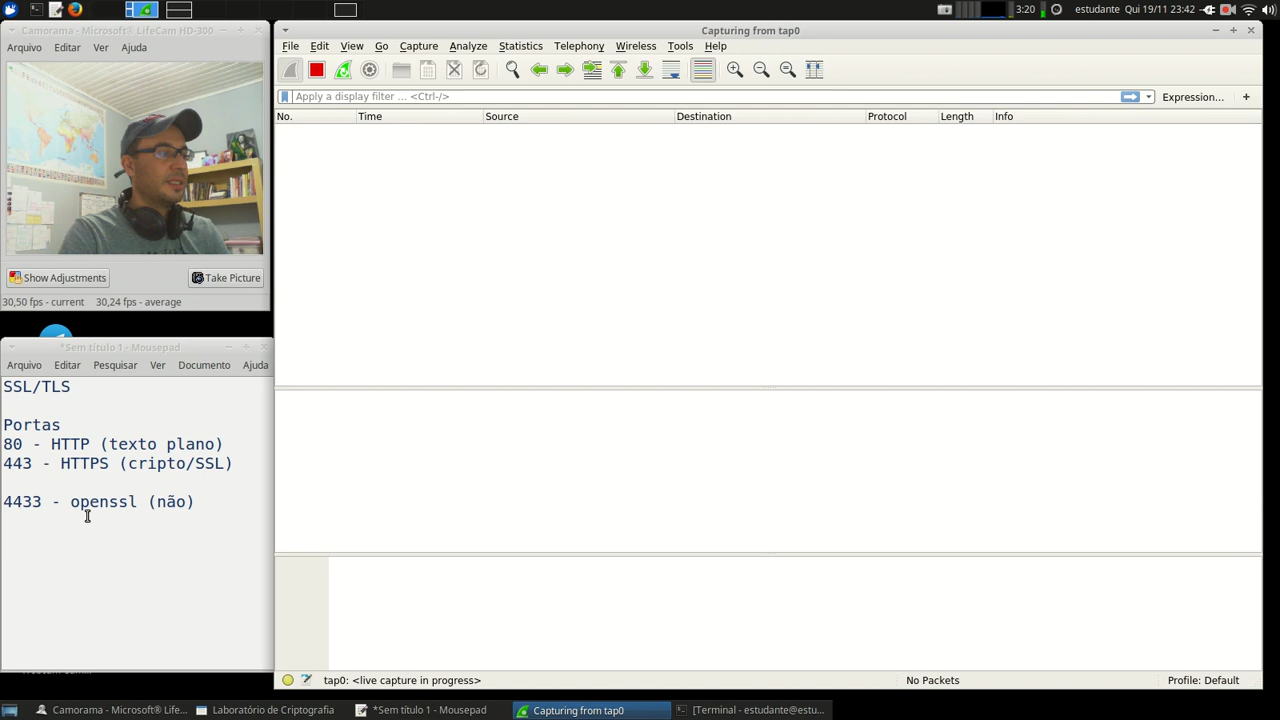 3:20
estudante Qui 19/11 23:42
Camorama - Microsoft® LifeCam HD-300
Arquivo Editar Ver Ajuda
Show Adjustments
Take Picture
30,50 fps - current 30,24 fps - average
*Sem título 1 - Mousepad
Arquivo Editar Pesquisar Ver Documento Ajuda
SSL/TLS
Portas
80 - HTTP (texto plano)
443 - HTTPS (cripto/SSL)
4433 - openssl (não)
Capturing from tap0
File Edit View Go Capture Analyze Statistics Telephony Wireless Tools Help
Apply a display filter ... <Ctrl-/>
Expression... +
No. Time Source Destination Protocol Length Info
tap0: <live capture in progress>
No Packets
Profile: Default
Camorama - Microsoft® Life...
Laboratório de Criptografia
*Sem título 1 - Mousepad
Capturing from tap0
[Terminal - estudante@estu...